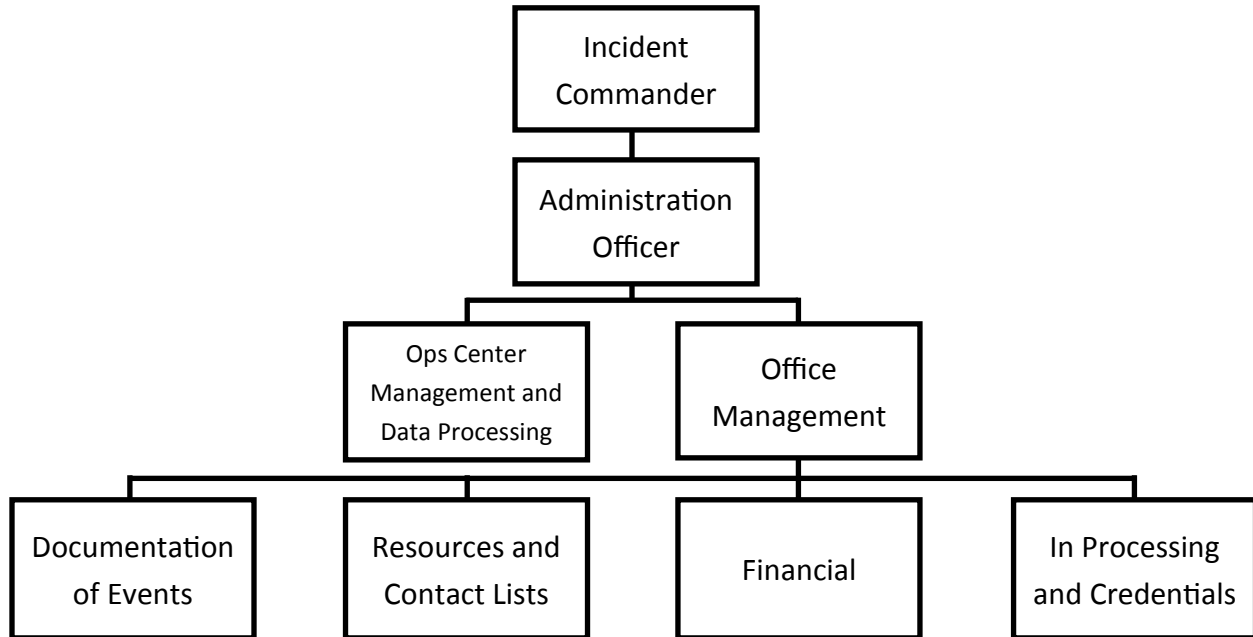 Incident
Commander
Administration
Officer
Ops Center
Management and
Data Processing
Office
Management
Documentation
of Events
Resources and
Contact Lists
Financial
In Processing
and Credentials